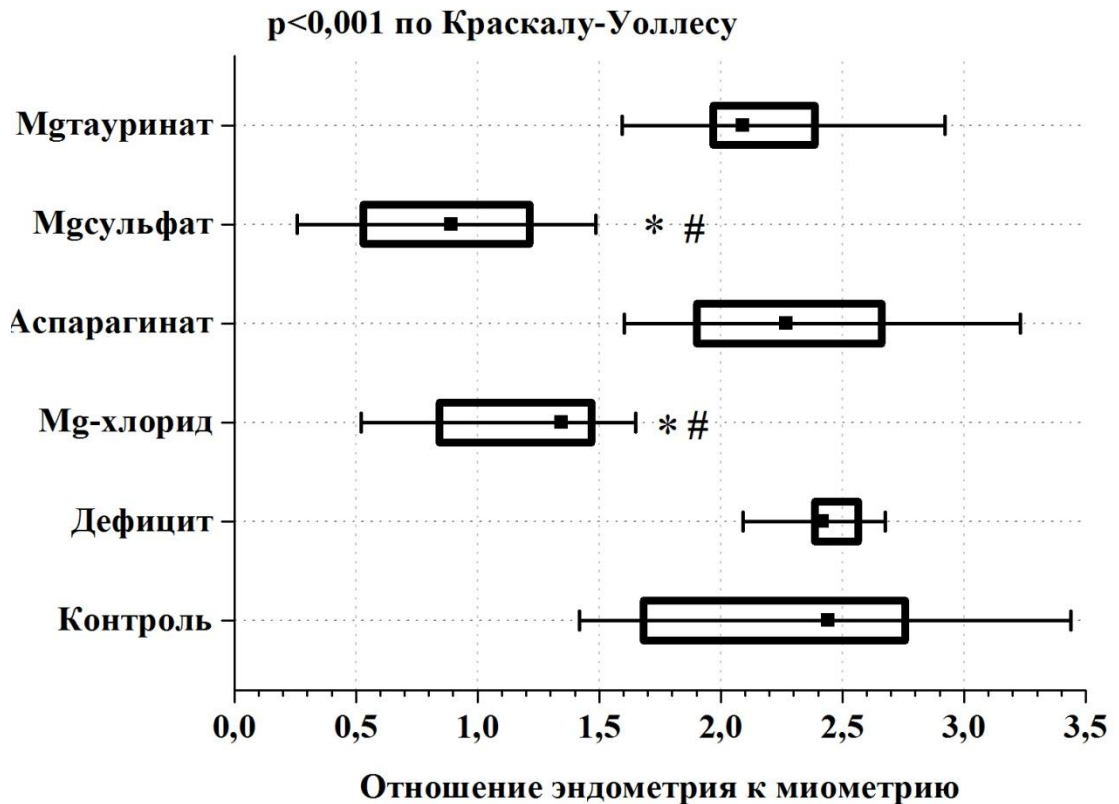 p<0,001 по Краскалу-Уоллесу
Mgтауринат
Mgсульфат
* #
Аспарагинат
Mg-хлорид
* #
Дефицит
Контроль
0,0 0,5 1,0 1,5 2,0 2,5 3,0 3,5
Отношение эндометрия к миометрию